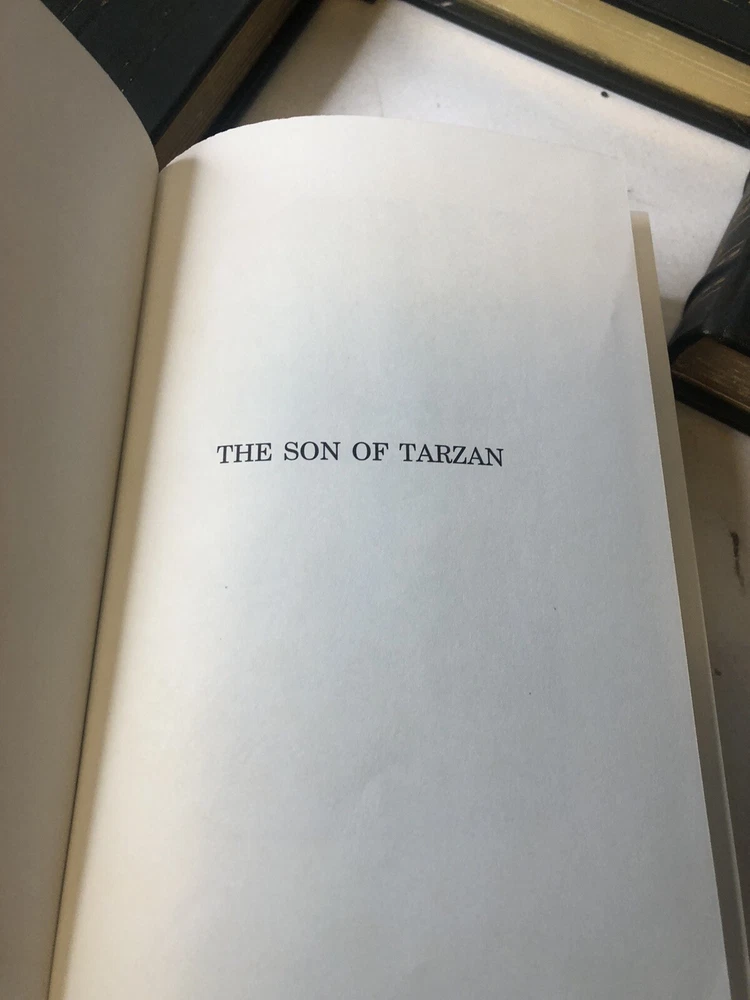 THE SON OF TARZAN